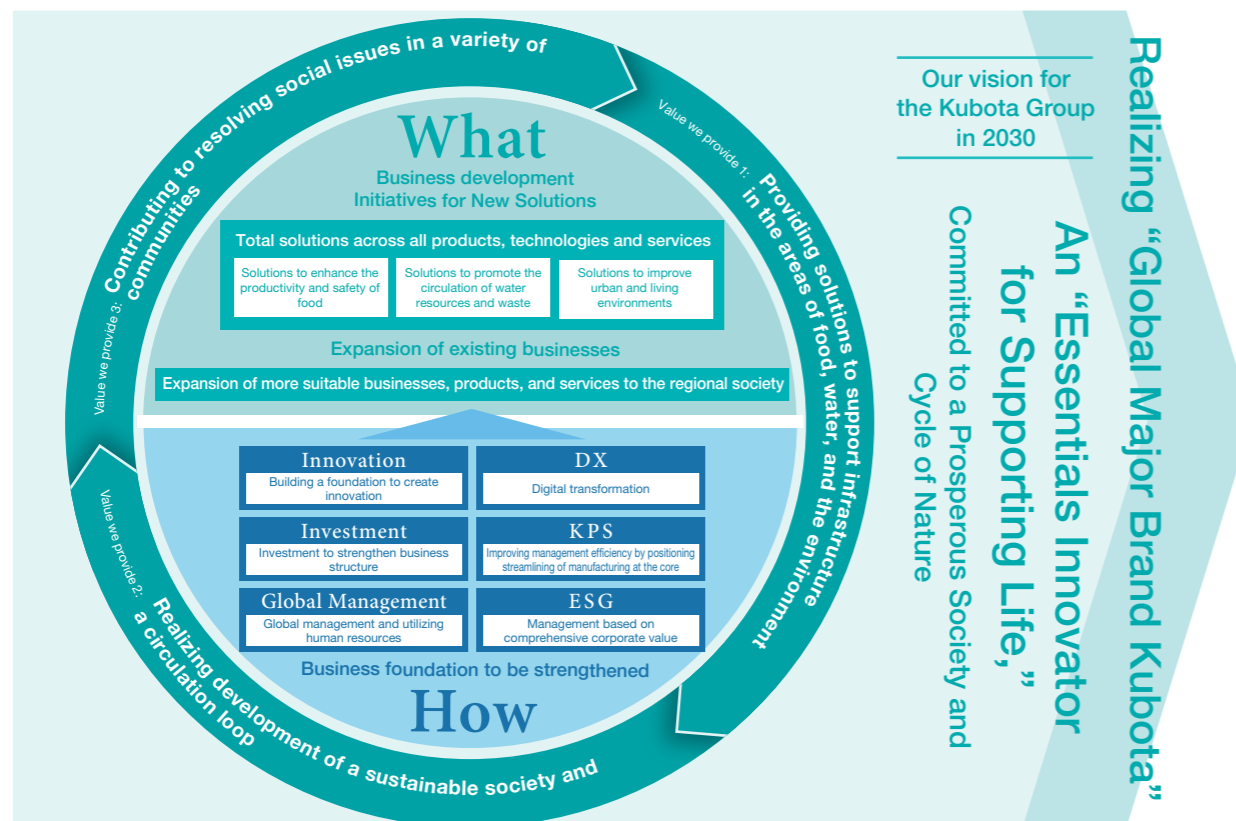 Value we provide 1:
Providing solutions to support infrastructure
in the areas of food, water, and the environment
Value we provide 2:
Realizing development of a sustainable society and
a circulation loop
Value we provide 3:
Contributing to resolving social issues in a variety of
communities
What
Business development
Initiatives for New Solutions
Total solutions across all products, technologies and services
Solutions to enhance the
productivity and safety of
food
Solutions to promote the
circulation of water
resources and waste
Solutions to improve
urban and living
environments
Expansion of existing businesses
Expansion of more suitable businesses, products, and services to the regional society
Innovation
Building a foundation to create
innovation
DX
Digital transformation
Investment
Investment to strengthen business
structure
KPS
Improving management efficiency by positioning
streamlining of manufacturing at the core
Global Management
Global management and utilizing
human resources
ESG
Management based on
comprehensive corporate value
Business foundation to be strengthened
How
Our vision for
the Kubota Group
in 2030
Realizing “Global Major Brand Kubota”
An “Essentials Innovator
for Supporting Life,”
Committed to a Prosperous Society and
Cycle of Nature